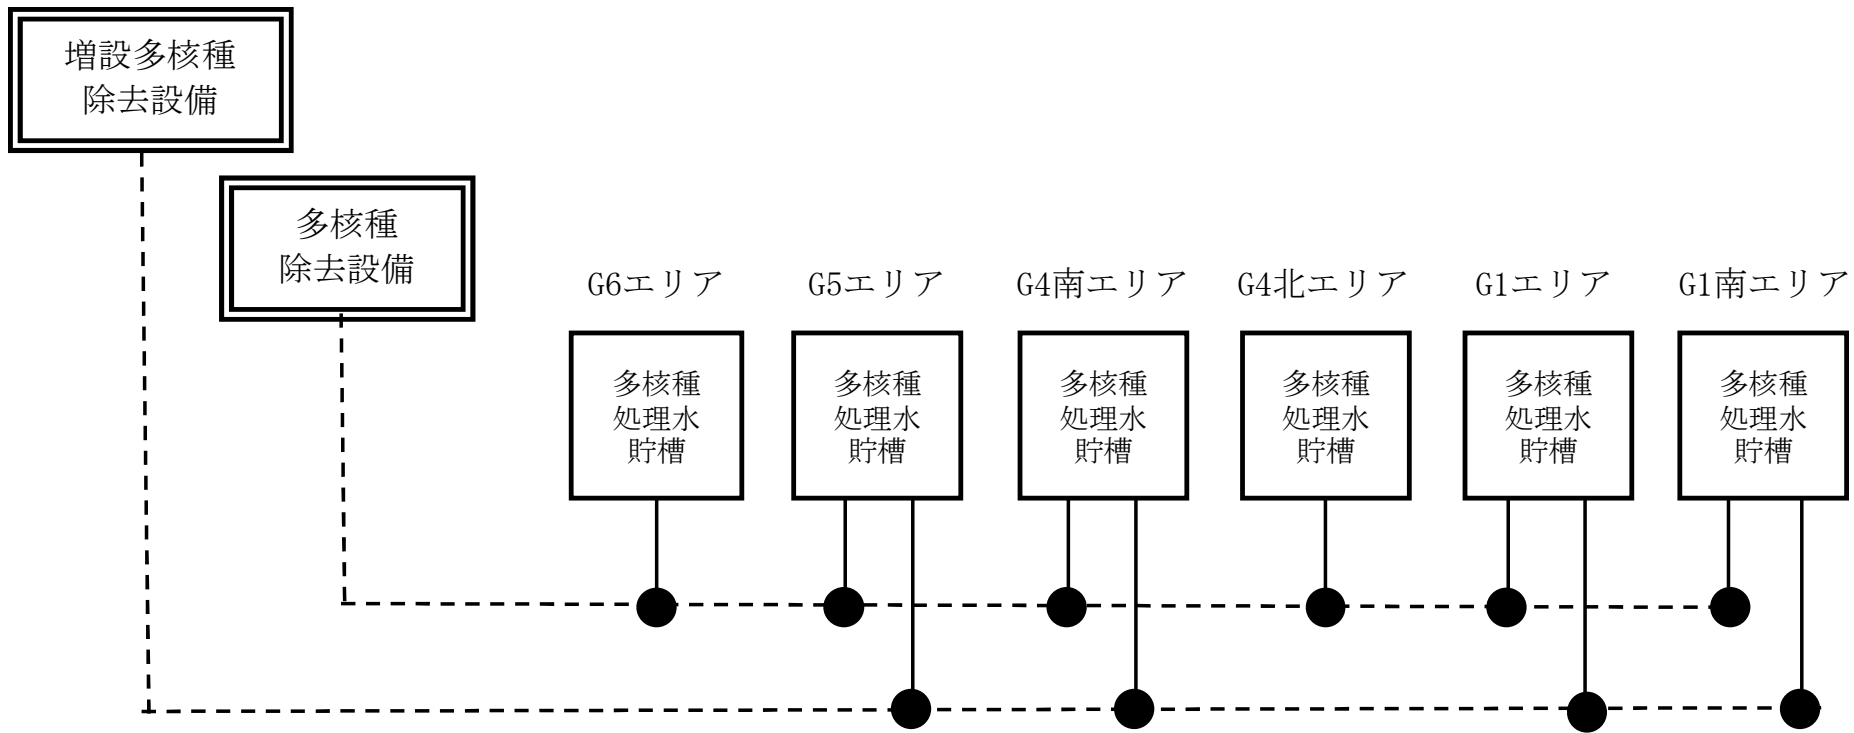 増設多核種
除去設備
多核種
除去設備
G6エリア
G5エリア
G4南エリア
G4北エリア
G1エリア
G1南エリア
多核種
処理水
貯槽
多核種
処理水
貯槽
多核種
処理水
貯槽
多核種
処理水
貯槽
多核種
処理水
貯槽
多核種
処理水
貯槽